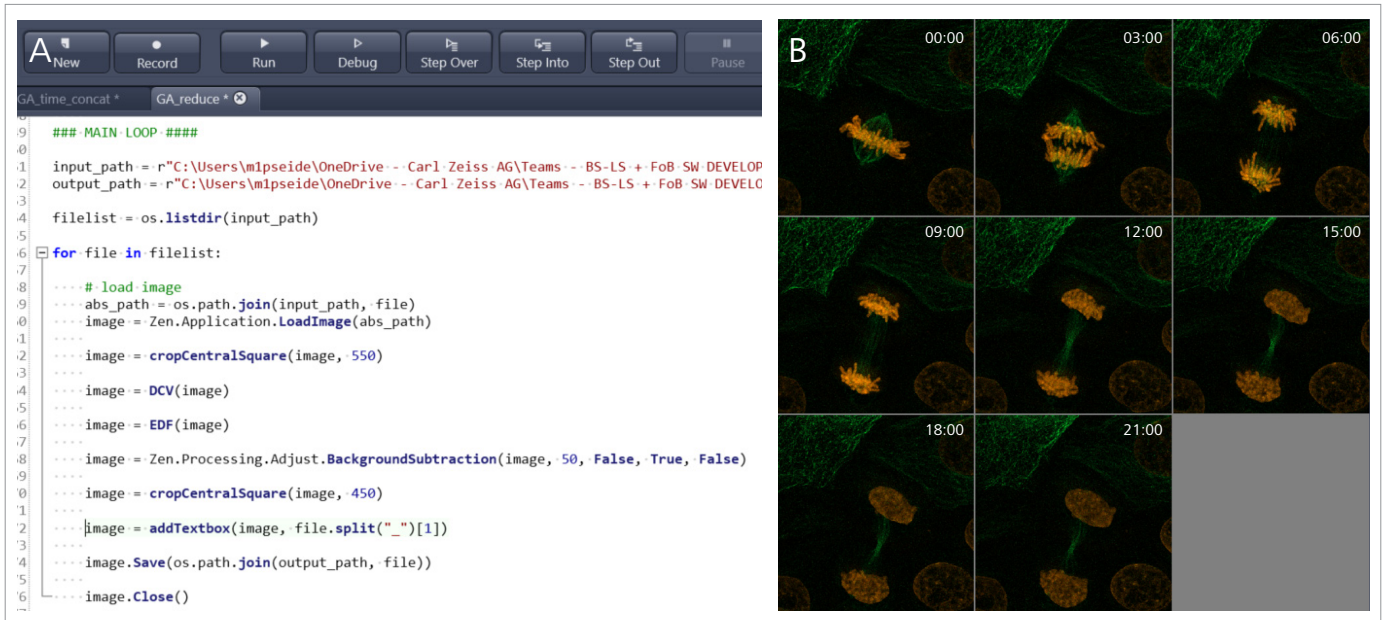 A
New
Record
Run
Debug
Step Over
Step Into
Step Out
Pause
GA_time_concat *
GA_reduce *
### MAIN LOOP ####
input_path = r"C:\Users\m1pseide\OneDrive - Carl Zeiss AG\Teams - BS-LS + FoB SW DEVELOP
output_path = r"C:\Users\m1pseide\OneDrive - Carl Zeiss AG\Teams - BS-LS + FoB SW DEVELO
filelist = os.listdir(input_path)
for file in filelist:
# load image
abs_path = os.path.join(input_path, file)
image = Zen.Application.LoadImage(abs_path)
image = cropCentralSquare(image, 550)
image = DCV(image)
image = EDF(image)
image = Zen.Processing.Adjust.BackgroundSubtraction(image, 50, False, True, False)
image = cropCentralSquare(image, 450)
image = addTextbox(image, file.split("_")[1])
image.Save(os.path.join(output_path, file))
image.Close()
B
00:00
03:00
06:00
09:00
12:00
15:00
18:00
21:00